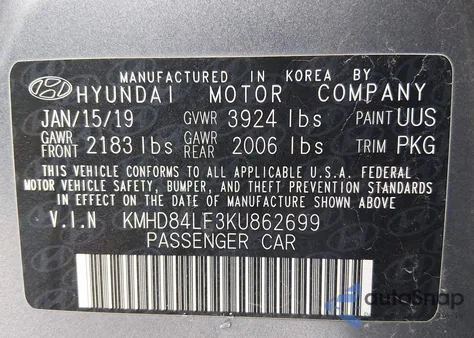 MANUFACTURED IN KOREA BY
HYUNDAI MOTOR COMPANY
JAN/15/19 GVWR 3924 lbs PAINT UUS
GAWR FRONT 2183 lbs GAWR REAR 2006 lbs TRIM PKG
THIS VEHICLE CONFORMS TO ALL APPLICABLE U.S.A. FEDERAL
MOTOR VEHICLE SAFETY, BUMPER, AND THEFT PREVENTION STANDARDS
IN EFFECT ON THE DATE OF MANUFACTURE SHOWN ABOVE.
V.I.N KMHD84LF3KU862699
PASSENGER CAR
autoSnap